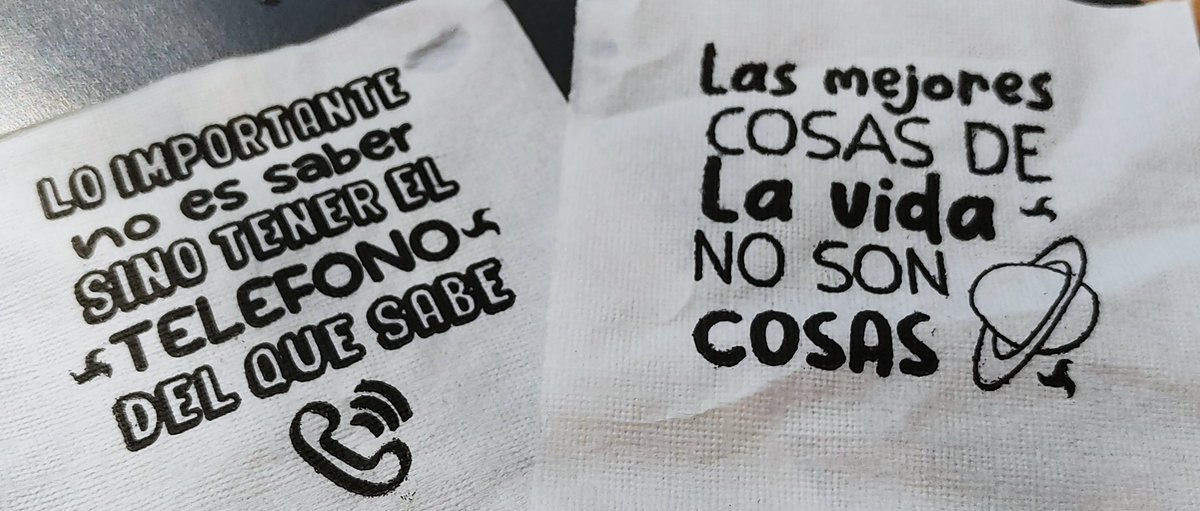 LO IMPORTANTE
no es saber
SINO TENER EL
TELEFONO
DEL QUE SABE
Las mejores
COSAS DE
La vida
NO SON
COSAS